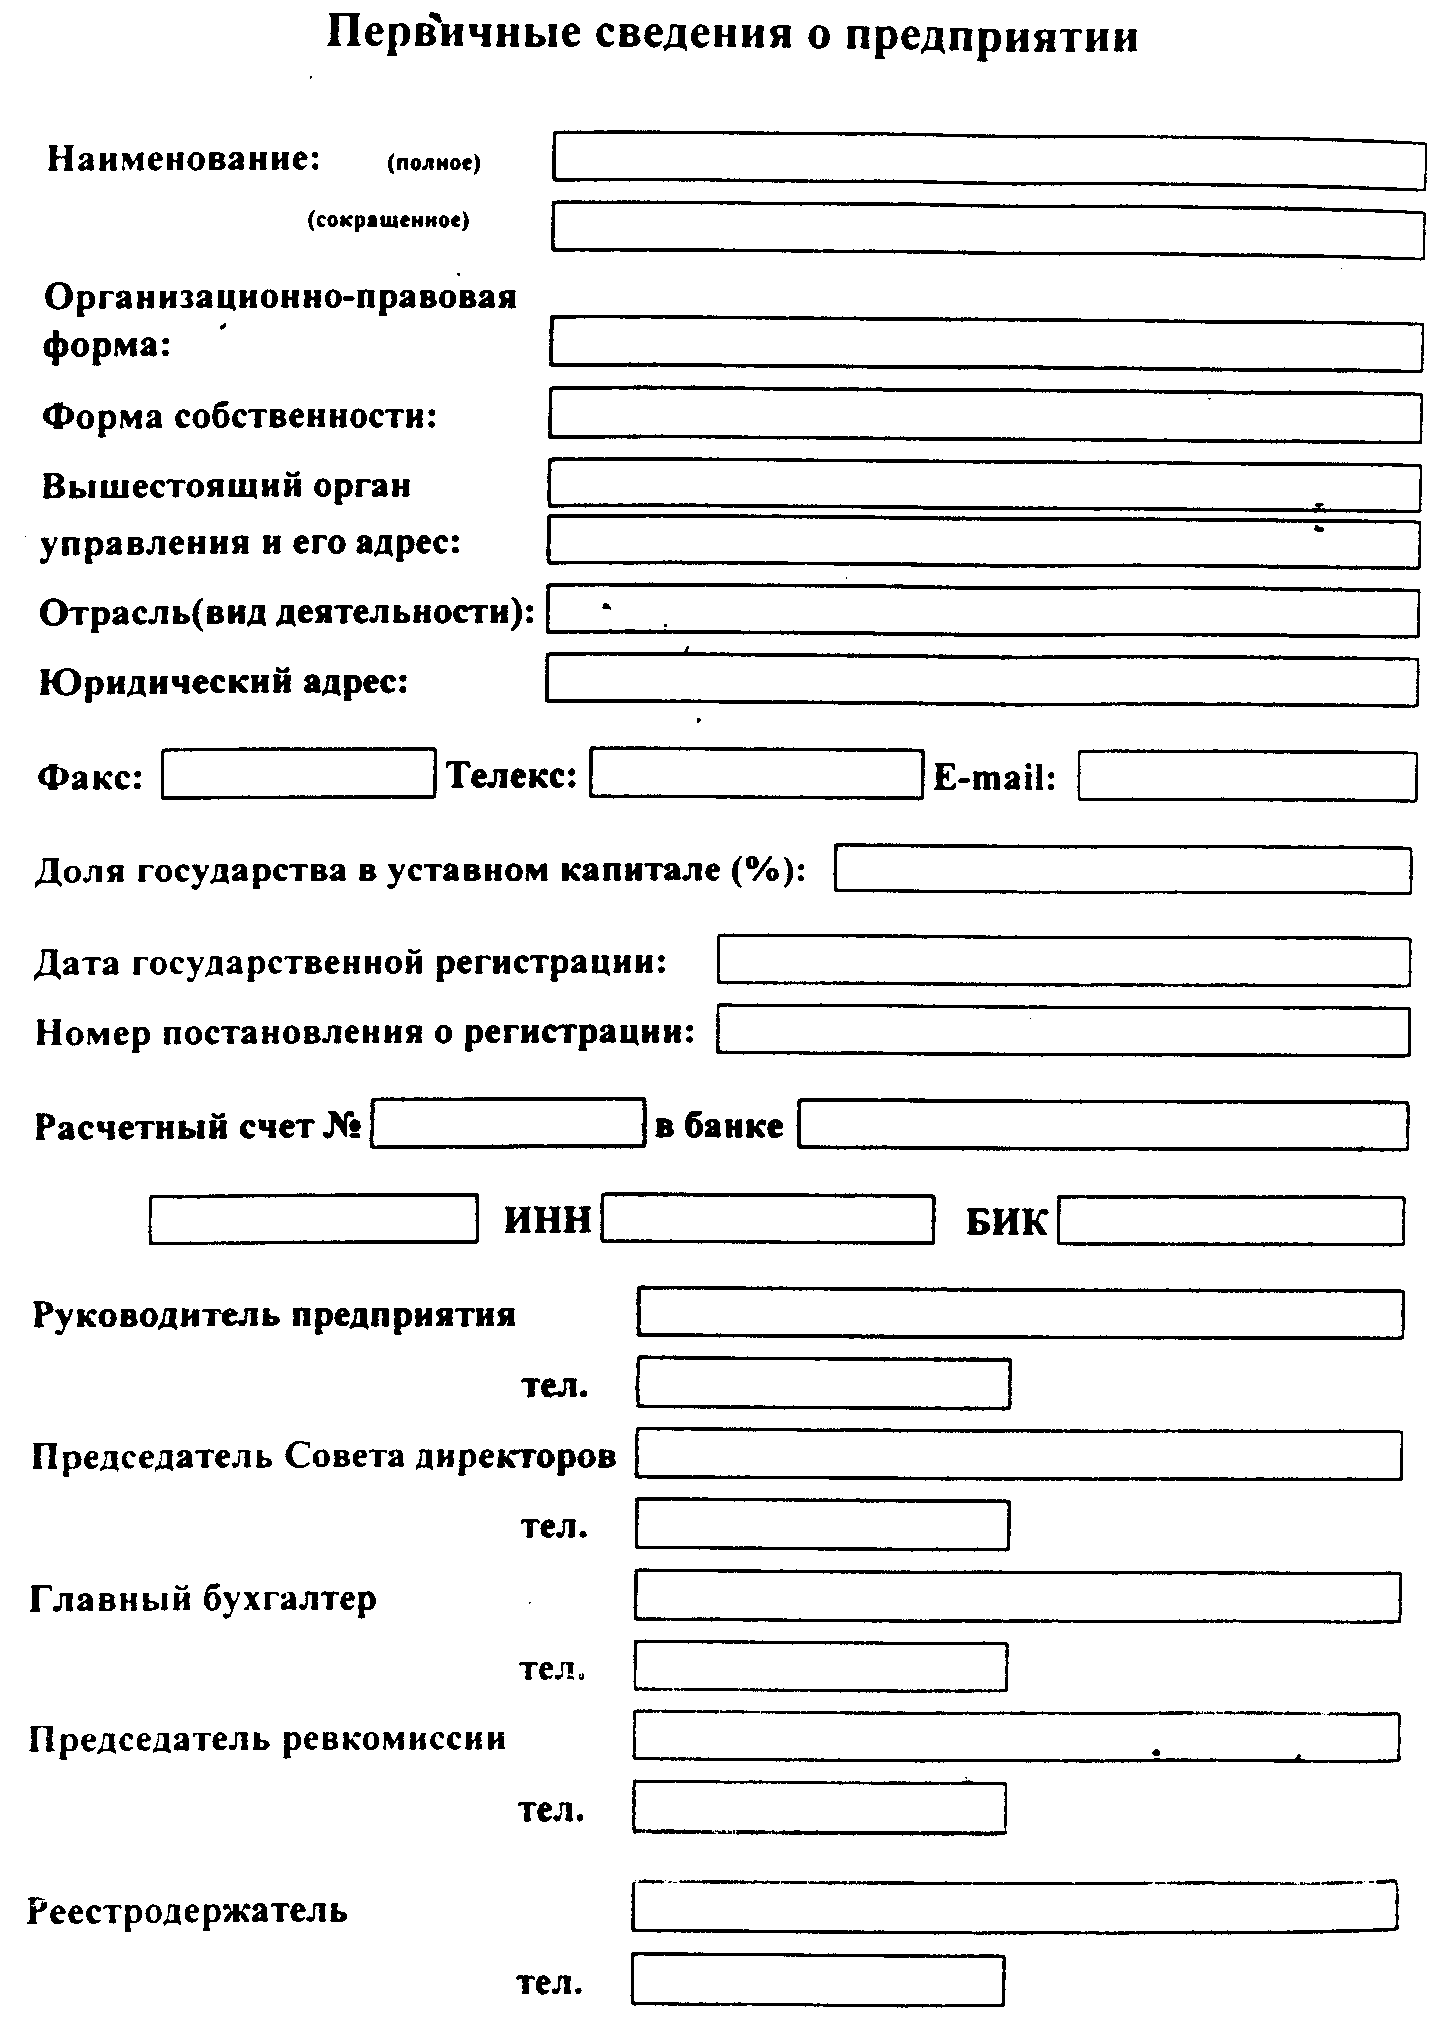 Первичные сведения о предприятии
Наименование: (полное)
(сокращенное)
Организационно-правовая
форма:
Форма собственности:
Вышестоящий орган
управления и его адрес:
Отрасль(вид деятельности):
Юридический адрес:
Факс: Телекс: E-mail:
Доля государства в уставном капитале (%):
Дата государственной регистрации:
Номер постановления о регистрации:
Расчетный счет № в банке
ИНН БИК
Руководитель предприятия
тел.
Председатель Совета директоров
тел.
Главный бухгалтер
тел.
Председатель ревкомиссии
тел.
Реестродержатель
тел.